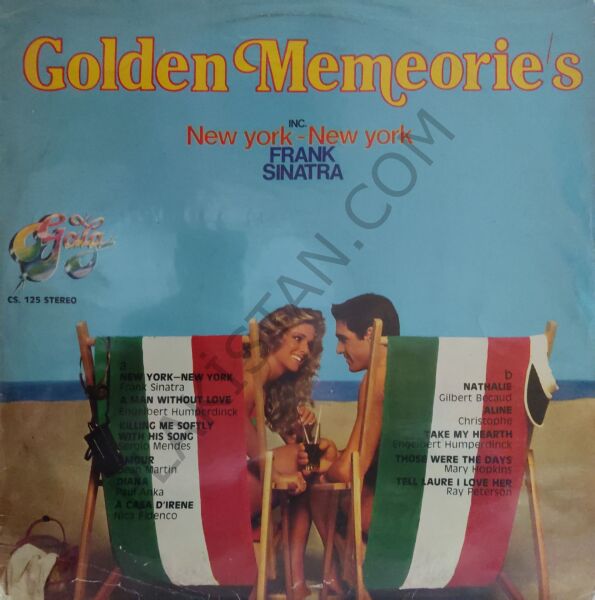 Golden Memeorie's
INC.
New york - New york
FRANK
SINATRA
Gala
CS. 125 STEREO
a
NEW YORK—NEW YORK
Frank Sinatra
A MAN WITHOUT LOVE
Engelbert Humperdinck
KILLING ME SOFTLY
WITH HIS SONG
Sergio Mendes
Dean Martin
DIANA
Paul Anka
A CASA D'IRENE
Nico Fidenco
b
NATHALIE
Gilbert Becaud
ALINE
Christophe
TAKE MY HEARTH
Engelbert Humperdinck
THOSE WERE THE DAYS
Mary Hopkins
TELL LAURE I LOVE HER
Ray Peterson